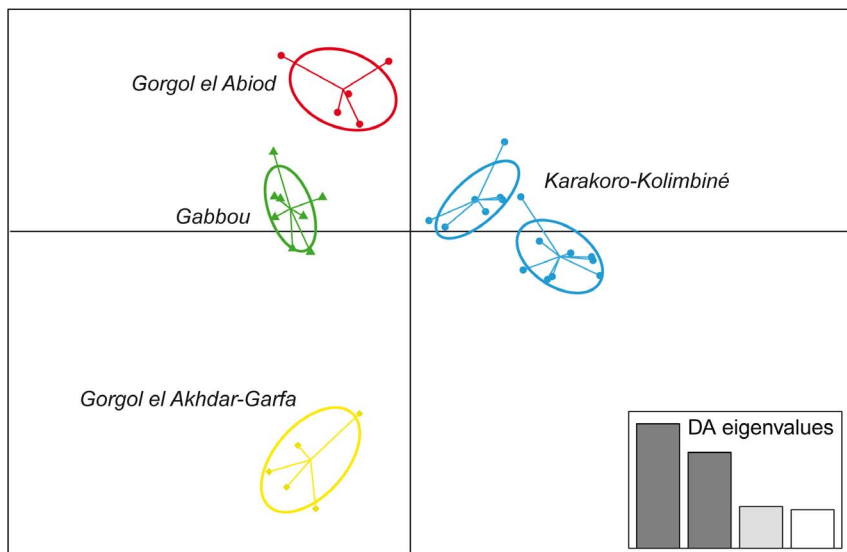 Gorgol el Abiod
Karakoro-Kolimbiné
Gabbou
Gorgol el Akhdar-Garfa
DA eigenvalues